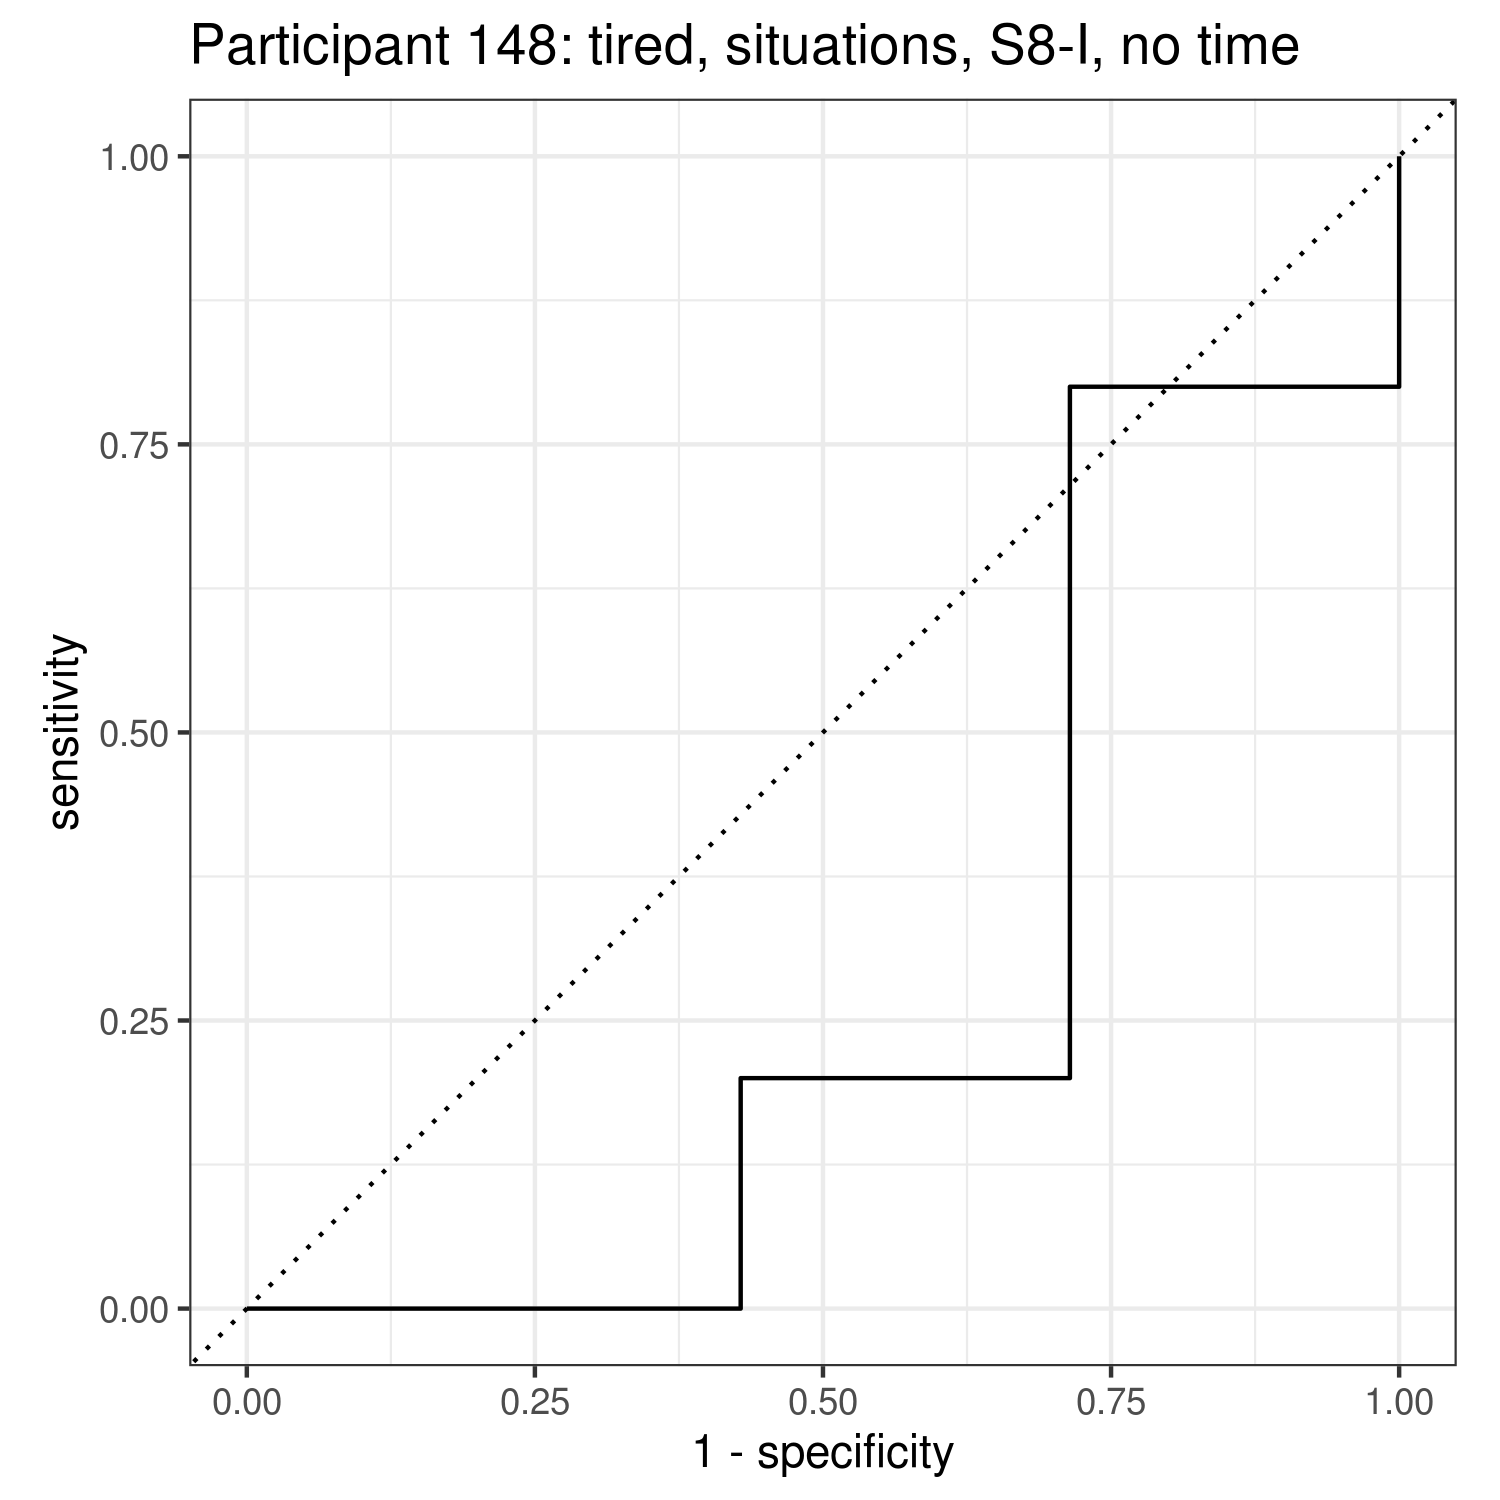 Participant 148: tired, situations, S8-I, no time
1.00
0.75
0.50
0.25
0.00
sensitivity
0.00 0.25 0.50 0.75 1.00
1 - specificity